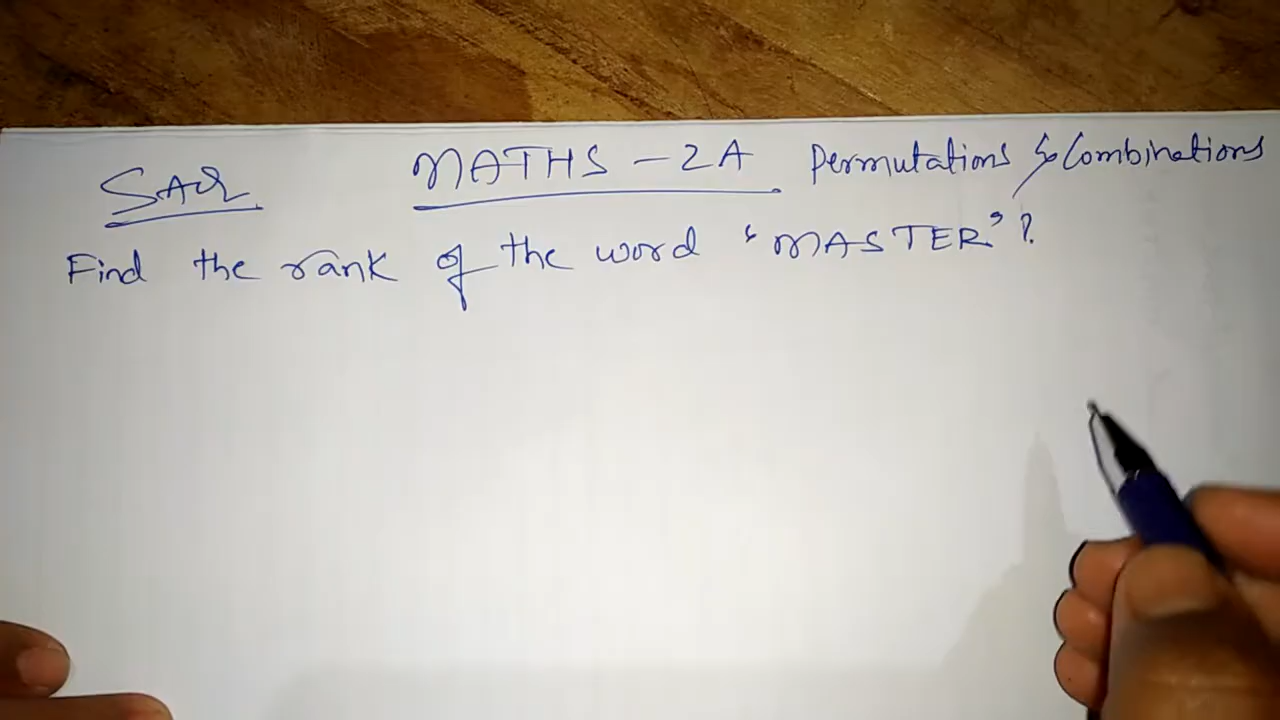 SAQ MATHS - 2A Permutations & Combinations
Find the rank of the word 'MASTER'?